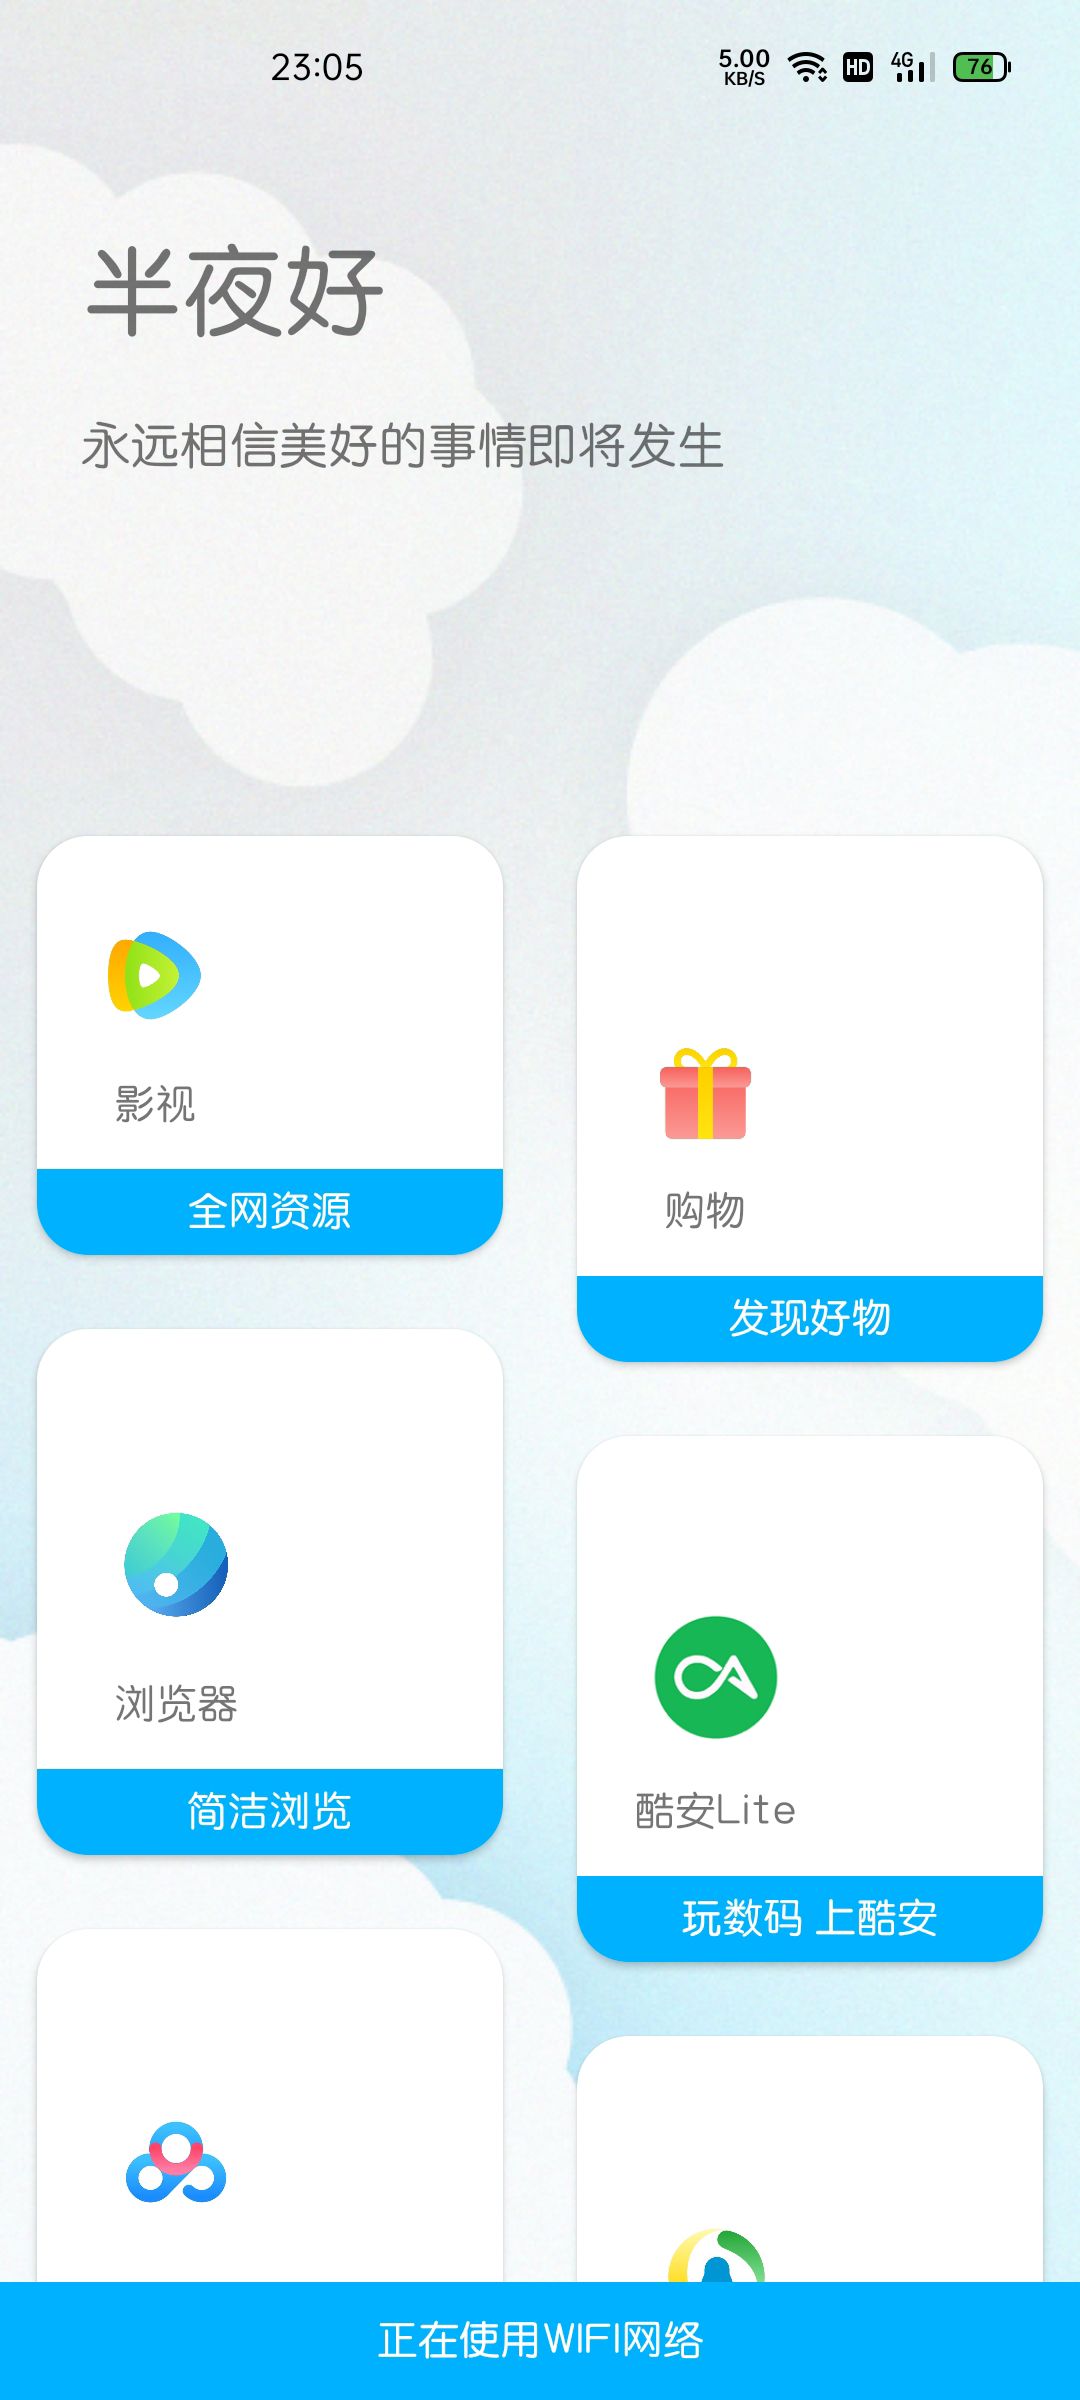 23:05
5.00
KB/S
HD
4G
76
半夜好
永远相信美好的事情即将发生
影视
全网资源
购物
发现好物
浏览器
简洁浏览
酷安Lite
玩数码 上酷安
正在使用WIFI网络